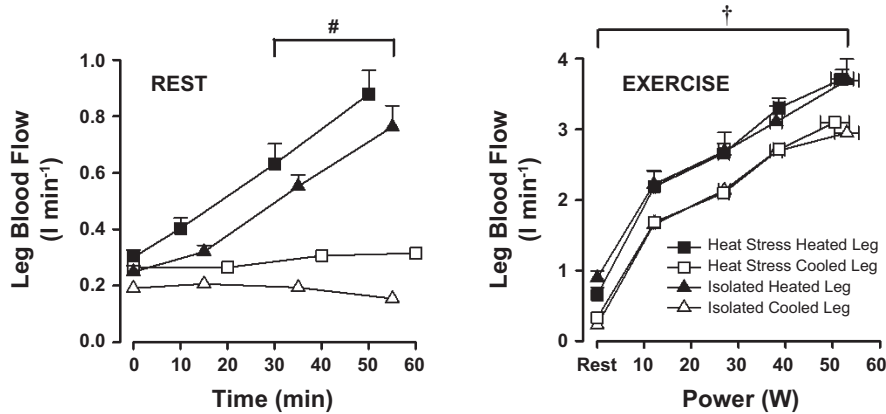 #
REST
Leg Blood Flow
(l min⁻¹)
1.0
0.8
0.6
0.4
0.2
0.0
0 10 20 30 40 50 60
Time (min)
†
EXERCISE
Leg Blood Flow
(l min⁻¹)
4
3
2
1
0
Heat Stress Heated Leg
Heat Stress Cooled Leg
Isolated Heated Leg
Isolated Cooled Leg
Rest 10 20 30 40 50 60
Power (W)